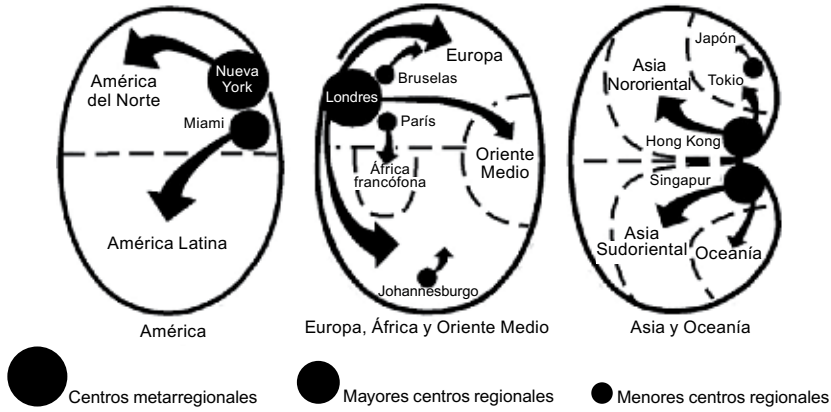 Nueva
York
América
del Norte
Miami
América Latina
América
Europa
Bruselas
Londres
París
África
francófona
Oriente
Medio
Johannesburgo
Europa, África y Oriente Medio
Japón
Asia
Nororiental
Tokio
Hong Kong
Singapur
Asia
Sudoriental
Oceanía
Asia y Oceanía
Centros metarregionales
Mayores centros regionales
Menores centros regionales